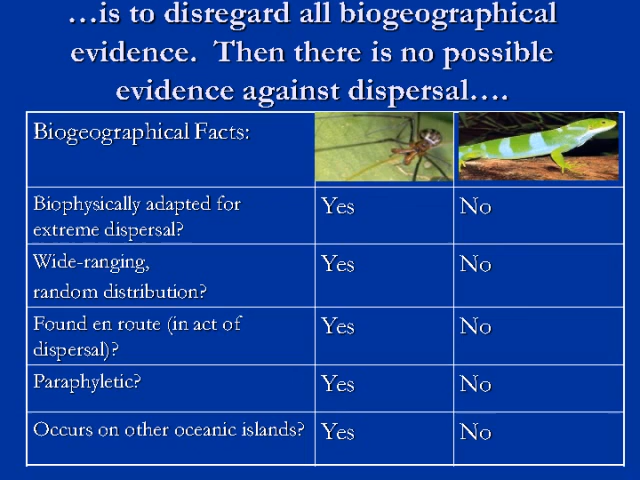 …is to disregard all biogeographical
evidence. Then there is no possible
evidence against dispersal….
Biogeographical Facts:
Biophysically adapted for
extreme dispersal?
Yes
No
Wide-ranging,
random distribution?
Yes
No
Found en route (in act of
dispersal)?
Yes
No
Paraphyletic?
Yes
No
Occurs on other oceanic islands?
Yes
No